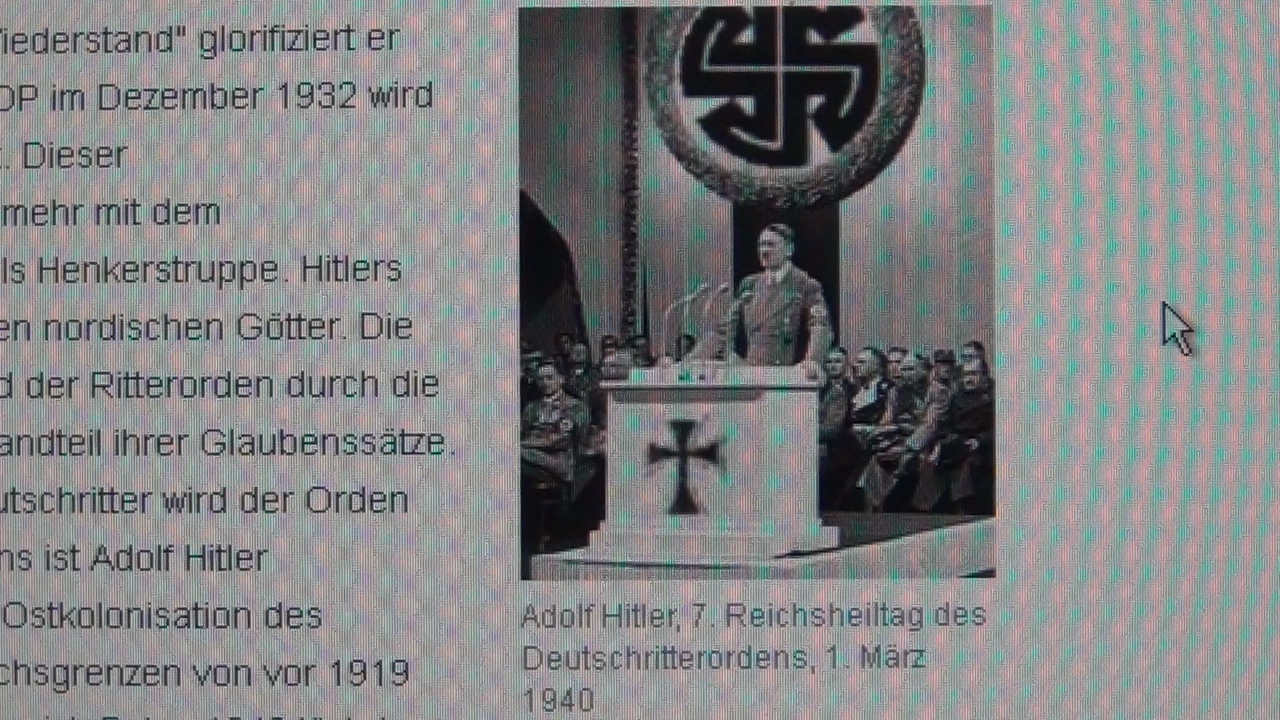 iederstand" glorifiziert er
DP im Dezember 1932 wird
. Dieser
mehr mit dem
ls Henkerstruppe. Hitlers
en nordischen Götter. Die
d der Ritterorden durch die
andteil ihrer Glaubenssätze.
utschritter wird der Orden
ns ist Adolf Hitler
Ostkolonisation des
chsgrenzen von vor 1919
Adolf Hitler, 7. Reichsheiltag des
Deutschritterordens, 1. März
1940